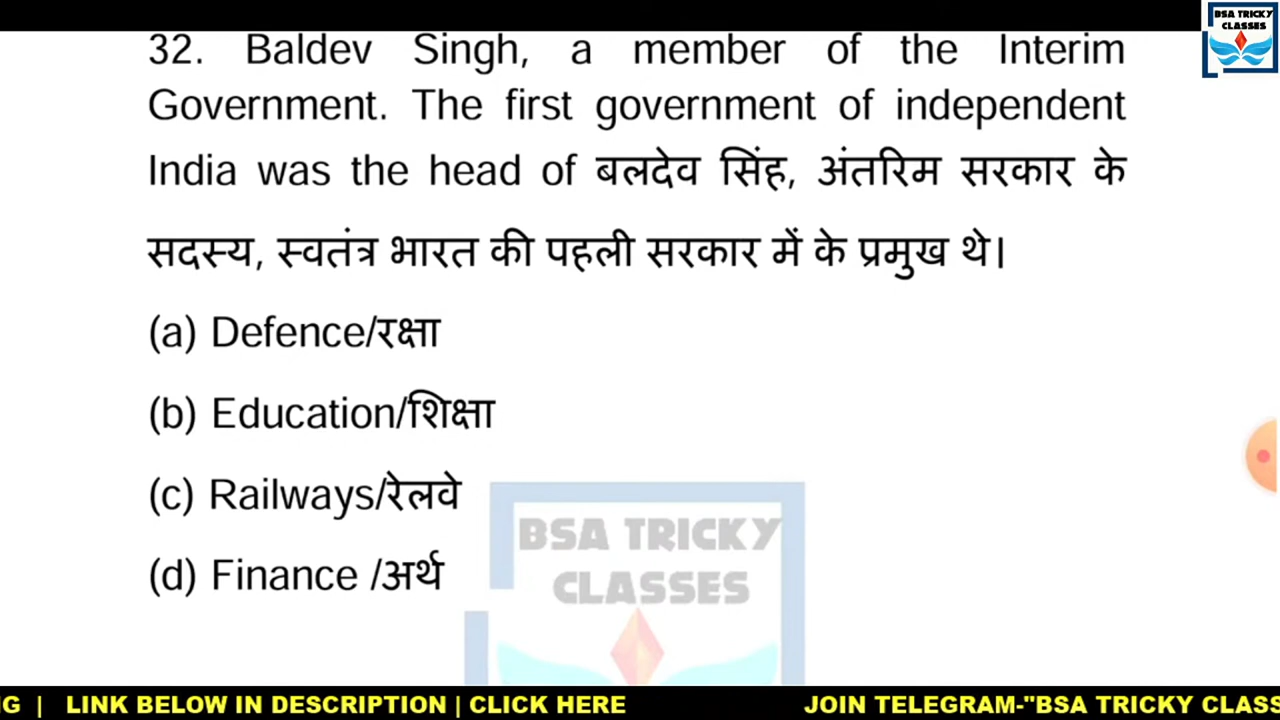 BSA TRICKY
CLASSES
32. Baldev Singh, a member of the Interim
Government. The first government of independent
India was the head of बलदेव सिंह, अंतरिम सरकार के
सदस्य, स्वतंत्र भारत की पहली सरकार में के प्रमुख थे।
(a) Defence/रक्षा
(b) Education/शिक्षा
(c) Railways/रेलवे
(d) Finance /अर्थ
BSA TRICKY
CLASSES
G | LINK BELOW IN DESCRIPTION | CLICK HERE JOIN TELEGRAM-"BSA TRICKY CLASS